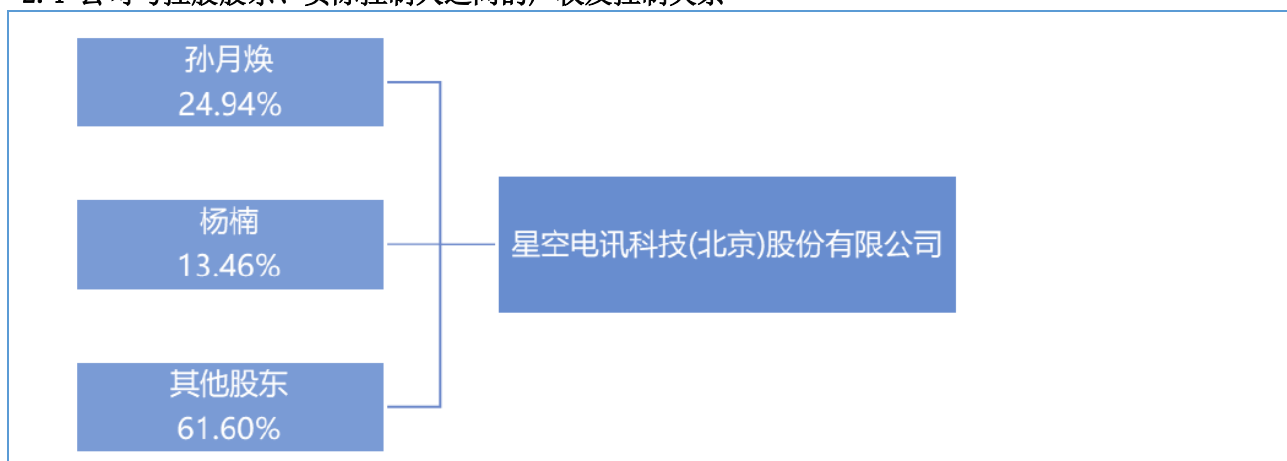 孙月焕
24.94%
杨楠
13.46%
星空电讯科技(北京)股份有限公司
其他股东
61.60%